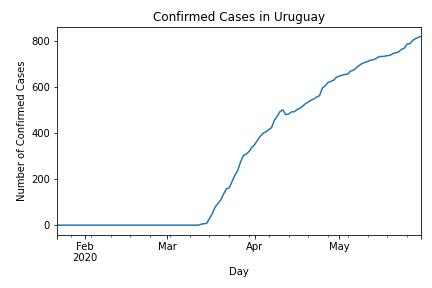 Confirmed Cases in Uruguay
Number of Confirmed Cases
800
600
400
200
0
Feb Mar Apr May
2020
Day